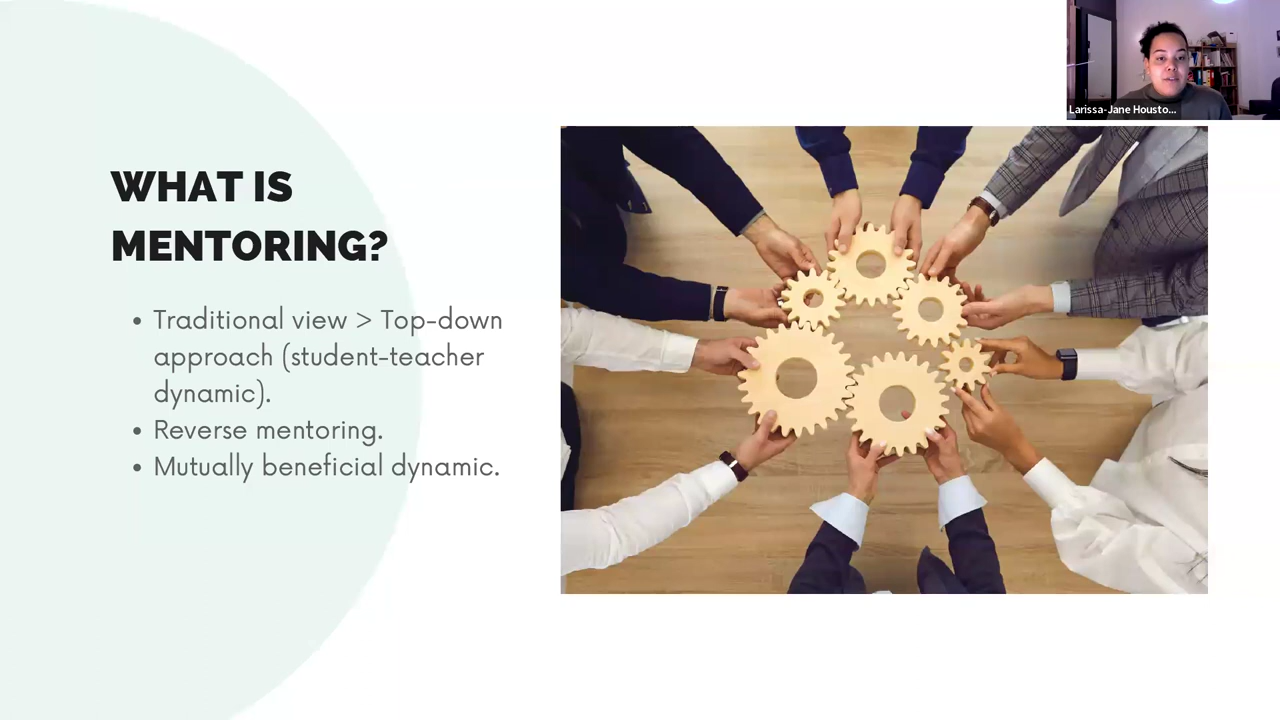 Larissa-Jane Housto...
WHAT IS
MENTORING?
• Traditional view > Top-down
approach (student-teacher
dynamic).
• Reverse mentoring.
• Mutually beneficial dynamic.